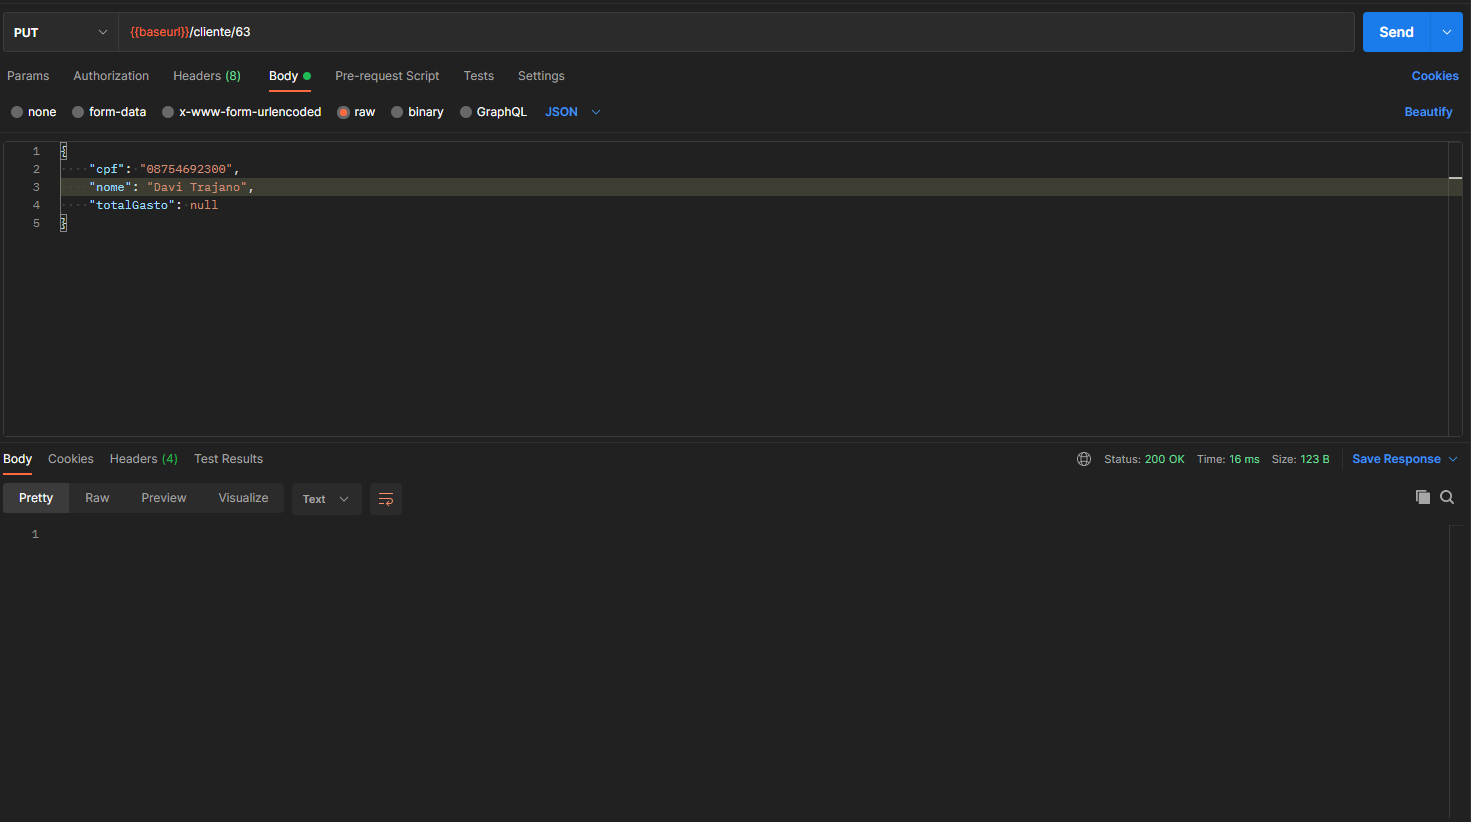 PUT {{baseurl}}/cliente/63 Send
Params Authorization Headers (8) Body Pre-request Script Tests Settings Cookies
none form-data x-www-form-urlencoded raw binary GraphQL JSON Beautify
1 {
2 "cpf": "08754692300",
3 "nome": "Davi Trajano",
4 "totalGasto": null
5 }
Body Cookies Headers (4) Test Results Status: 200 OK Time: 16 ms Size: 123 B Save Response
Pretty Raw Preview Visualize Text
1